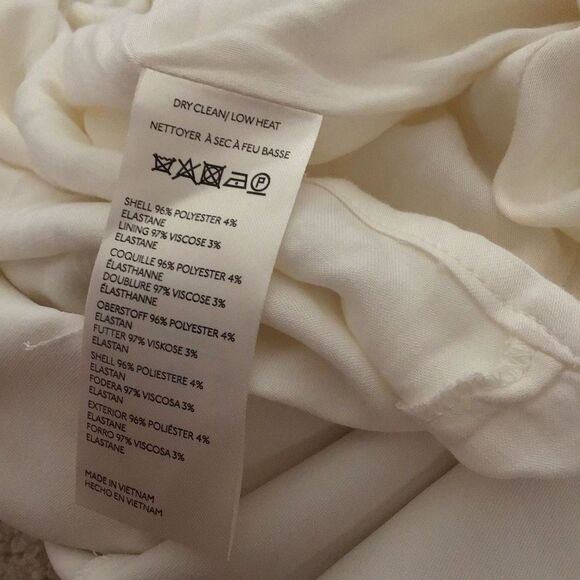 DRY CLEAN/ LOW HEAT
NETTOYER À SEC À FEU BASSE
P
SHELL 96% POLYESTER 4%
ELASTANE
LINING 97% VISCOSE 3%
ELASTANE
COQUILLE 96% POLYESTER 4%
ÉLASTHANNE
DOUBLURE 97% VISCOSE 3%
ÉLASTHANNE
OBERSTOFF 96% POLYESTER 4%
ELASTAN
FUTTER 97% VISKOSE 3%
ELASTAN
SHELL 96% POLIESTERE 4%
ELASTAN
FODERA 97% VISCOSA 3%
ELASTAN
EXTERIOR 96% POLIÉSTER 4%
ELASTANE
FORRO 97% VISCOSA 3%
ELASTANE
MADE IN VIETNAM
HECHO EN VIETNAM